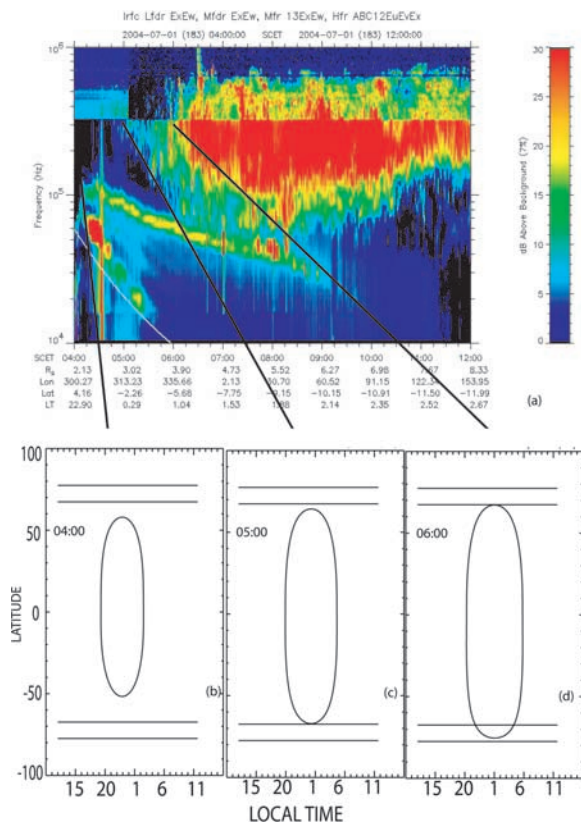 Irfc Lfdr ExEw, Mfdr ExEw, Mfr 13ExEw, Hfr ABC12EuEvEx
2004-07-01 (183) 04:00:00 SCET 2004-07-01 (183) 12:00:00
10⁶
10⁵
10⁴
Frequency (Hz)
30
25
20
15
10
5
0
dB Above Background (7%)
SCET 04:00 05:00 06:00 07:00 08:00 09:00 10:00 11:00 12:00
Rs 2.13 3.02 3.90 4.73 5.52 6.27 6.98 8.33
Lon 300.27 313.23 335.66 2.13 60.52 91.15 153.95
Lat 4.16 -2.26 -5.68 -7.75 -10.15 -10.91 -11.50 -11.99
LT 22.90 0.29 1.04 1.53 2.14 2.35 2.52 2.67
(a)
LATITUDE
100
50
0
-50
-100
04:00
(b)
05:00
(c)
06:00
(d)
15 20 1 6 11 15 20 1 6 11 15 20 1 6 11
LOCAL TIME